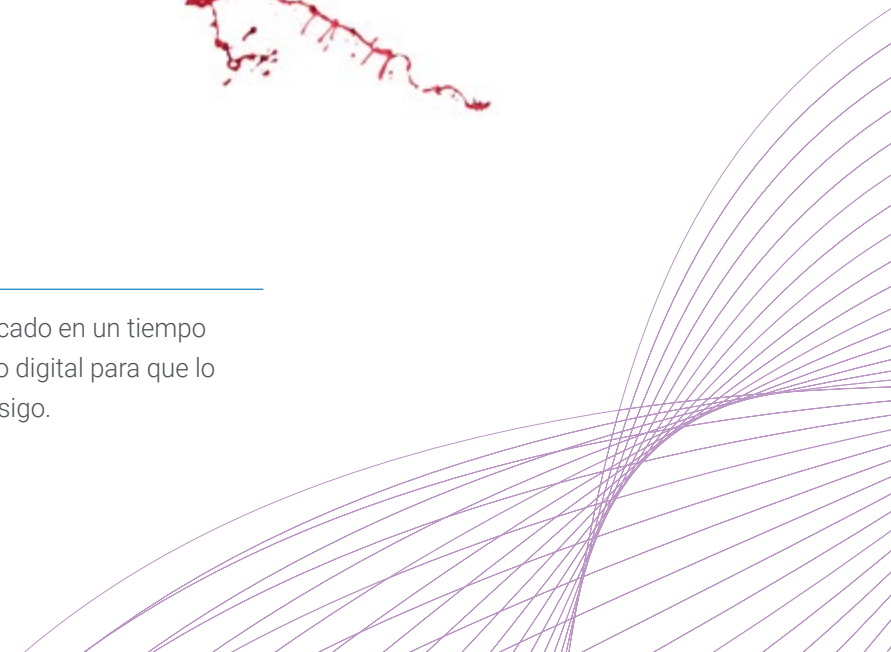 cado en un tiempo
o digital para que lo
sigo.